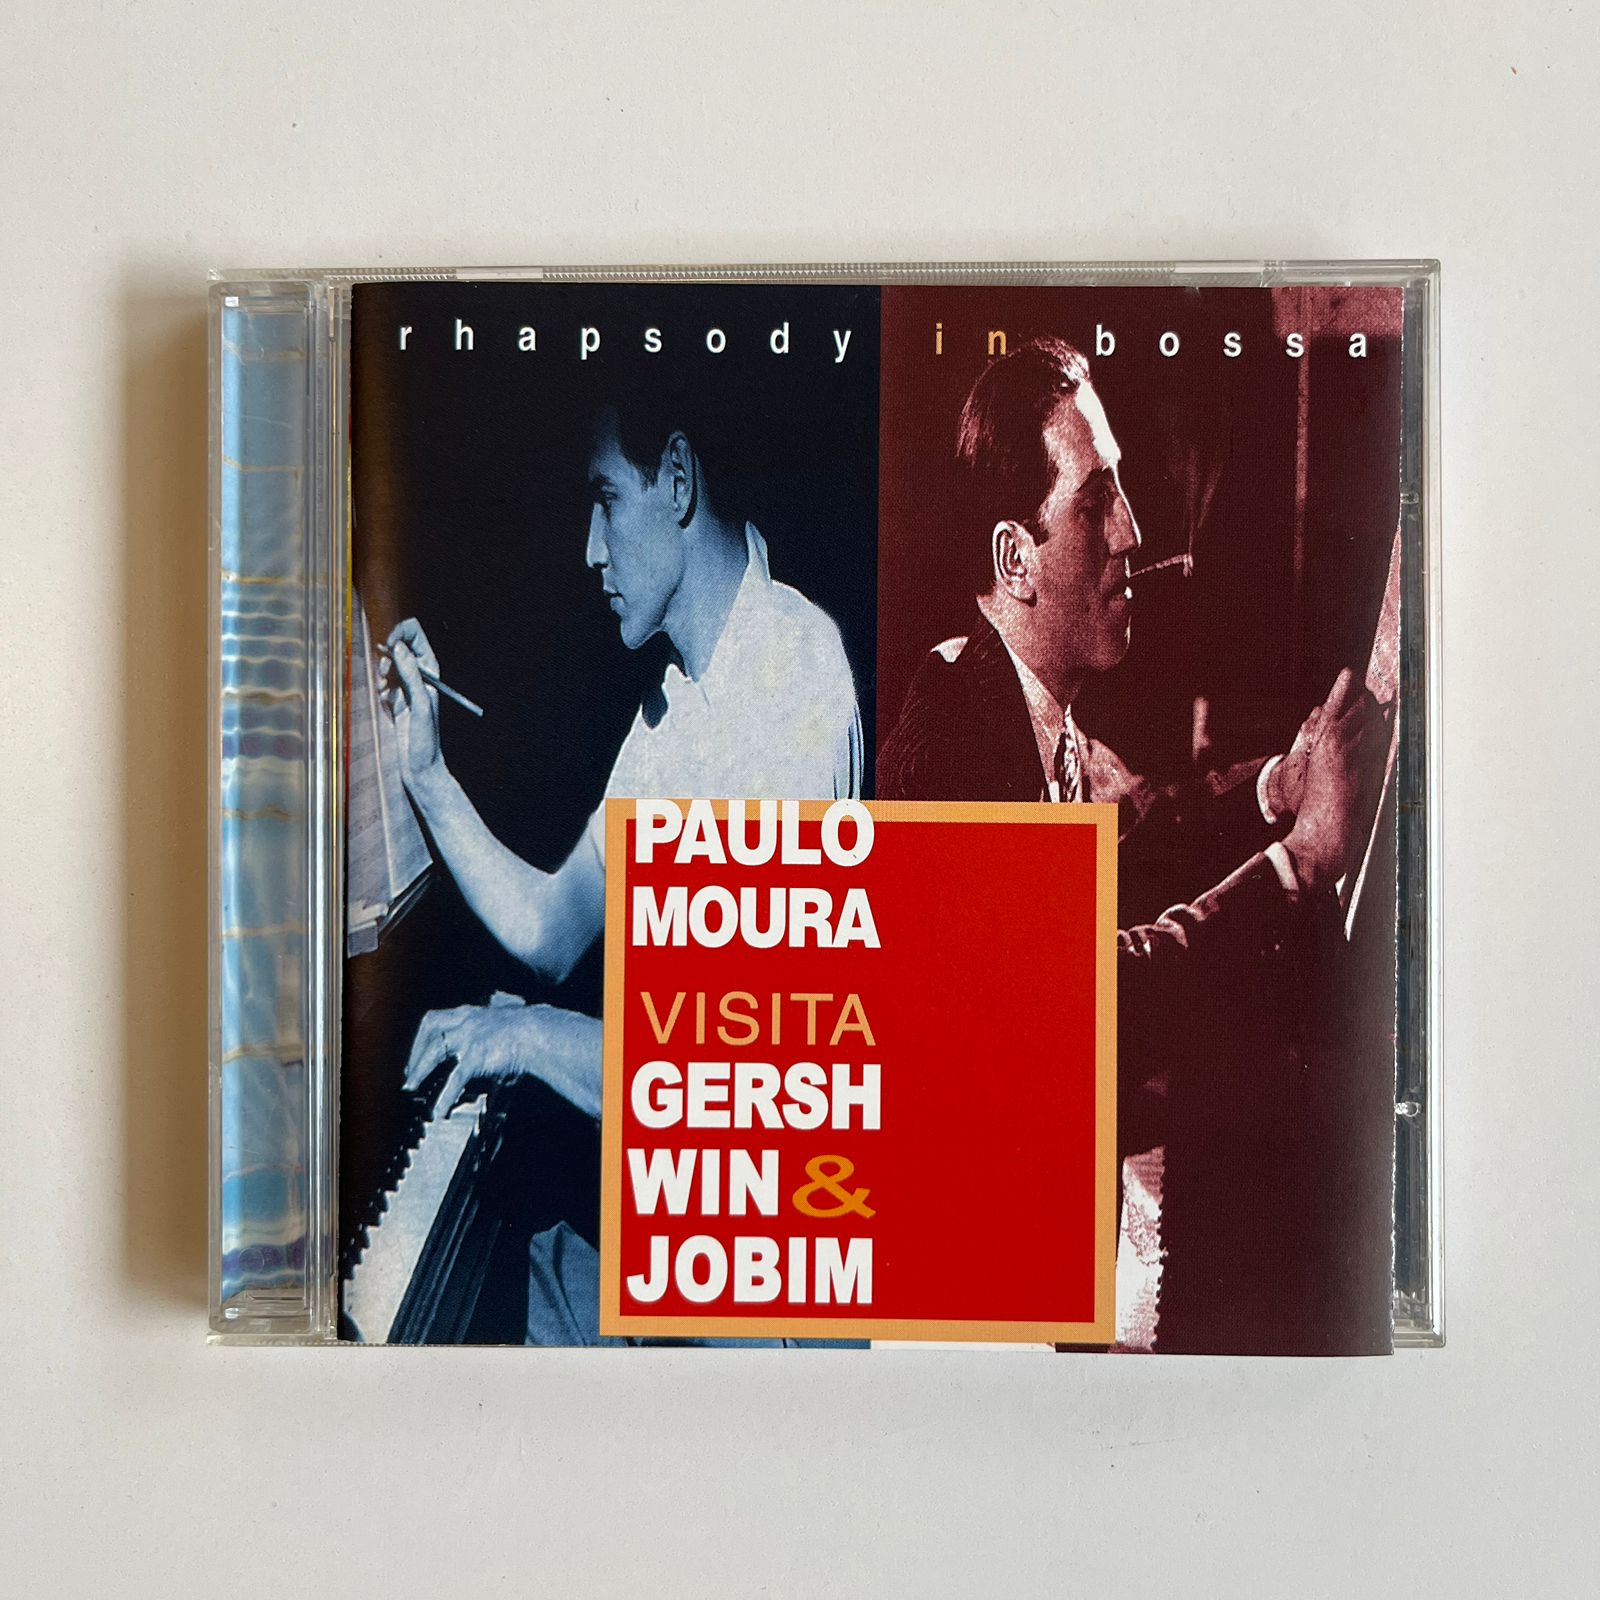 rhapsody in bossa
PAULO
MOURA
VISITA
GERSH
WIN &
JOBIM